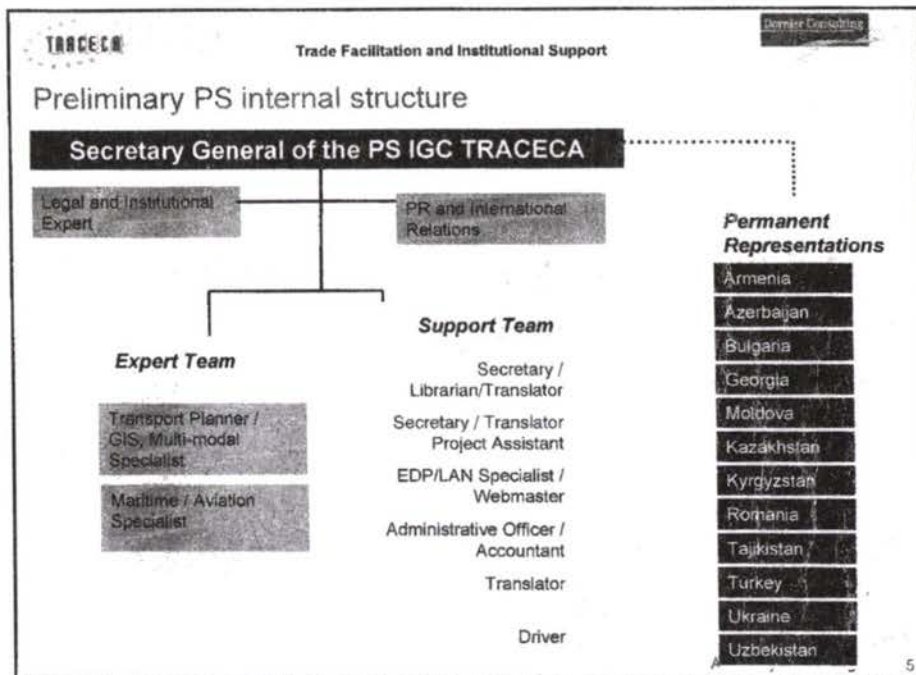 TRACECA
Trade Facilitation and Institutional Support
Dornier Consulting
Preliminary PS internal structure
Secretary General of the PS IGC TRACECA
Legal and Institutional
Expert
PR and International
Relations
Permanent
Representations
Armenia
Azerbaijan
Bulgaria
Georgia
Moldova
Kazakhstan
Kyrgyzstan
Romania
Tajikistan
Turkey
Ukraine
Uzbekistan
Expert Team
Transport Planner /
GIS, Multi-modal
Specialist
Maritime / Aviation
Specialist
Support Team
Secretary /
Librarian/Translator
Secretary / Translator
Project Assistant
EDP/LAN Specialist /
Webmaster
Administrative Officer /
Accountant
Translator
Driver
5